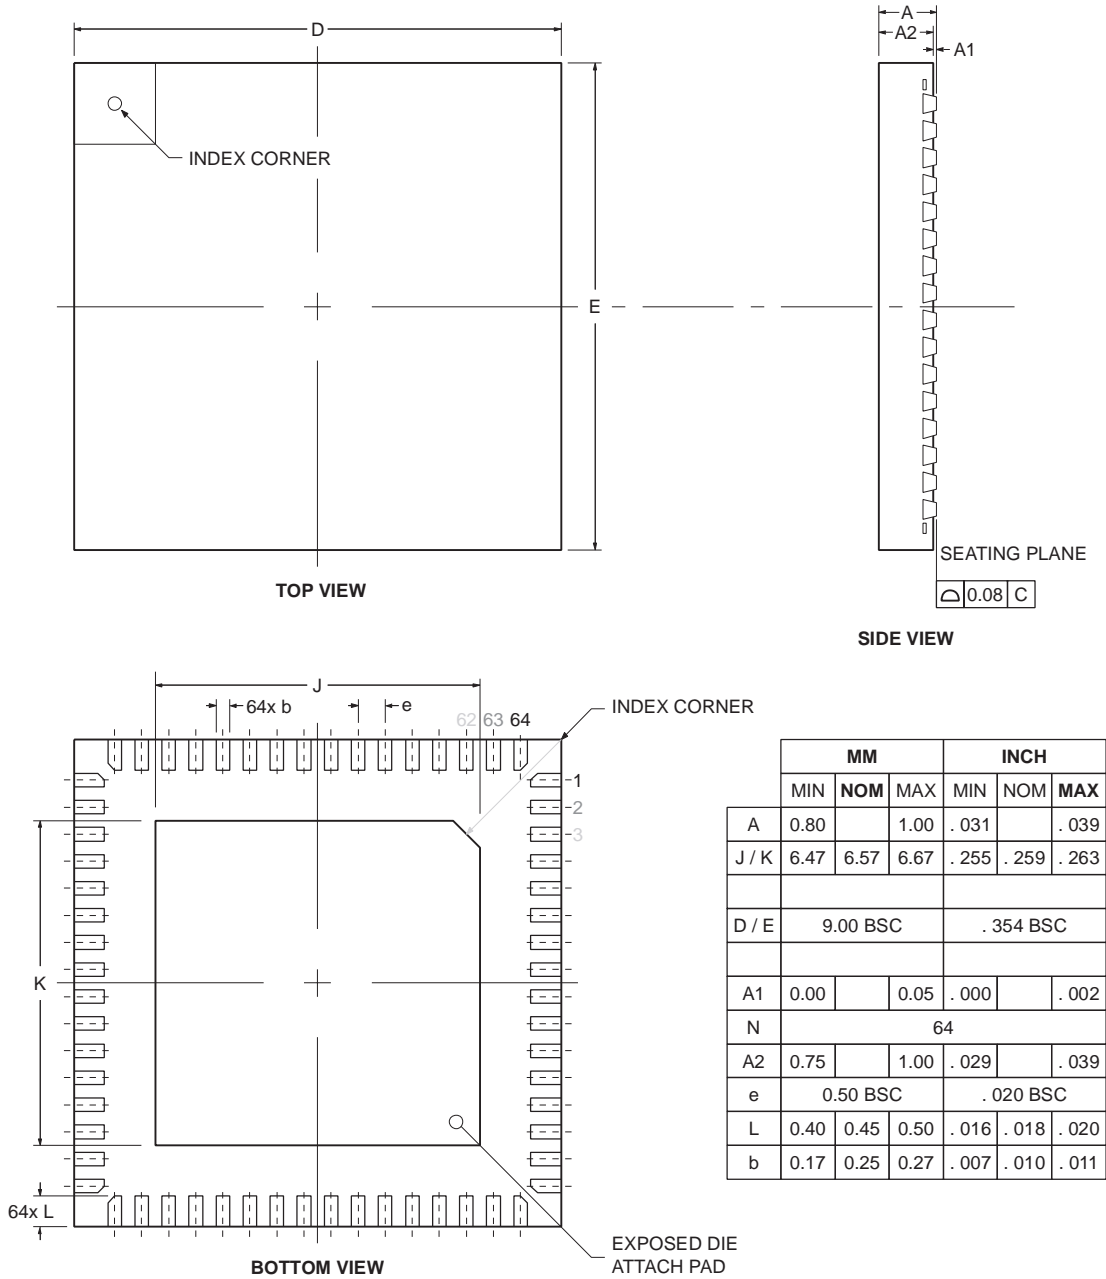 D
A
A2
A1
INDEX CORNER
E
SEATING PLANE
0.08 C
TOP VIEW
SIDE VIEW
J
64x b
e
62 63 64
INDEX CORNER
1
2
3
K
64x L
EXPOSED DIE
ATTACH PAD
BOTTOM VIEW
MM INCH
MIN NOM MAX MIN NOM MAX
A 0.80 1.00 . 031 . 039
J / K 6.47 6.57 6.67 . 255 . 259 . 263
D / E 9.00 BSC . 354 BSC
A1 0.00 0.05 . 000 . 002
N 64
A2 0.75 1.00 . 029 . 039
e 0.50 BSC . 020 BSC
L 0.40 0.45 0.50 . 016 . 018 . 020
b 0.17 0.25 0.27 . 007 . 010 . 011